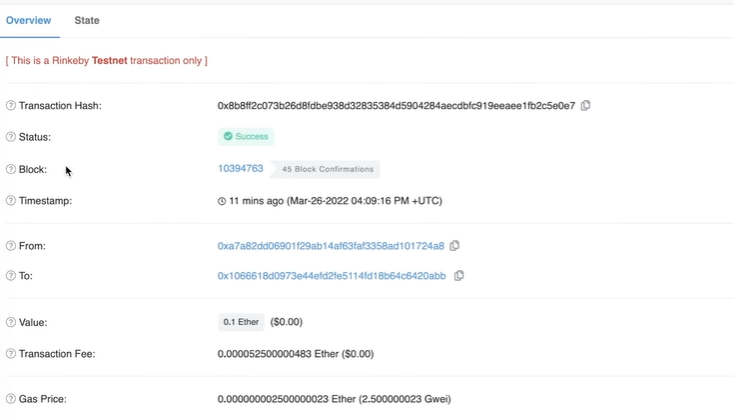 Overview State
[ This is a Rinkeby Testnet transaction only ]
Transaction Hash: 0x8b8ff2c073b26d8fdbe938d32835384d5904284aecdbfc919eeaee1fb2c5e0e7
Status: Success
Block: 10394763 45 Block Confirmations
Timestamp: 11 mins ago (Mar-26-2022 04:09:16 PM +UTC)
From: 0xa7a82dd06901f29ab14af63faf3358ad101724a8
To: 0x1066618d0973e44efd2fe5114fd18b64c6420abb
Value: 0.1 Ether ($0.00)
Transaction Fee: 0.000052500000483 Ether ($0.00)
Gas Price: 0.000000002500000023 Ether (2.500000023 Gwei)